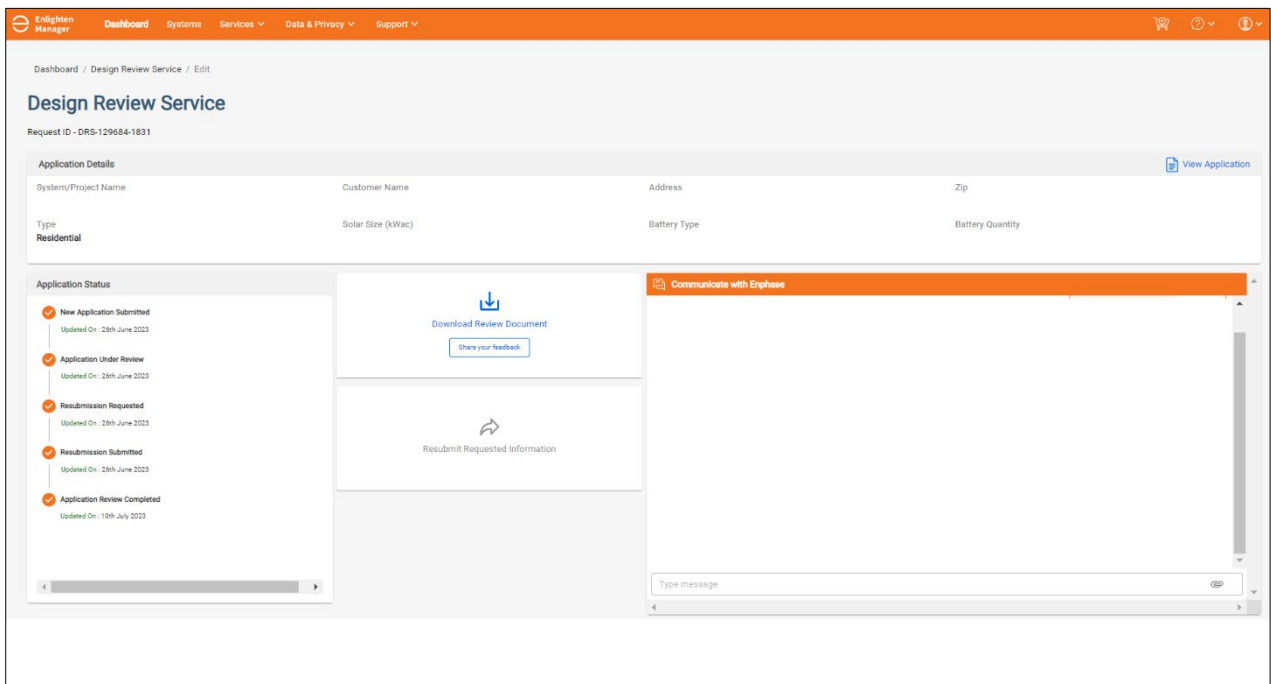 Enlighten Manager Dashboard Systems Services Data & Privacy Support
Dashboard / Design Review Service / Edit
Design Review Service
Request ID - DRS-129684-1831
Application Details View Application
System/Project Name Customer Name Address Zip
Type Solar Size (kWac) Battery Type Battery Quantity
Residential
Application Status
New Application Submitted
Updated On : 26th June 2023
Application Under Review
Updated On : 26th June 2023
Resubmission Requested
Updated On : 26th June 2023
Resubmission Submitted
Updated On : 26th June 2023
Application Review Completed
Updated On : 10th July 2023
Download Review Document
Share your feedback
Resubmit Requested Information
Communicate with Enphase
Type message